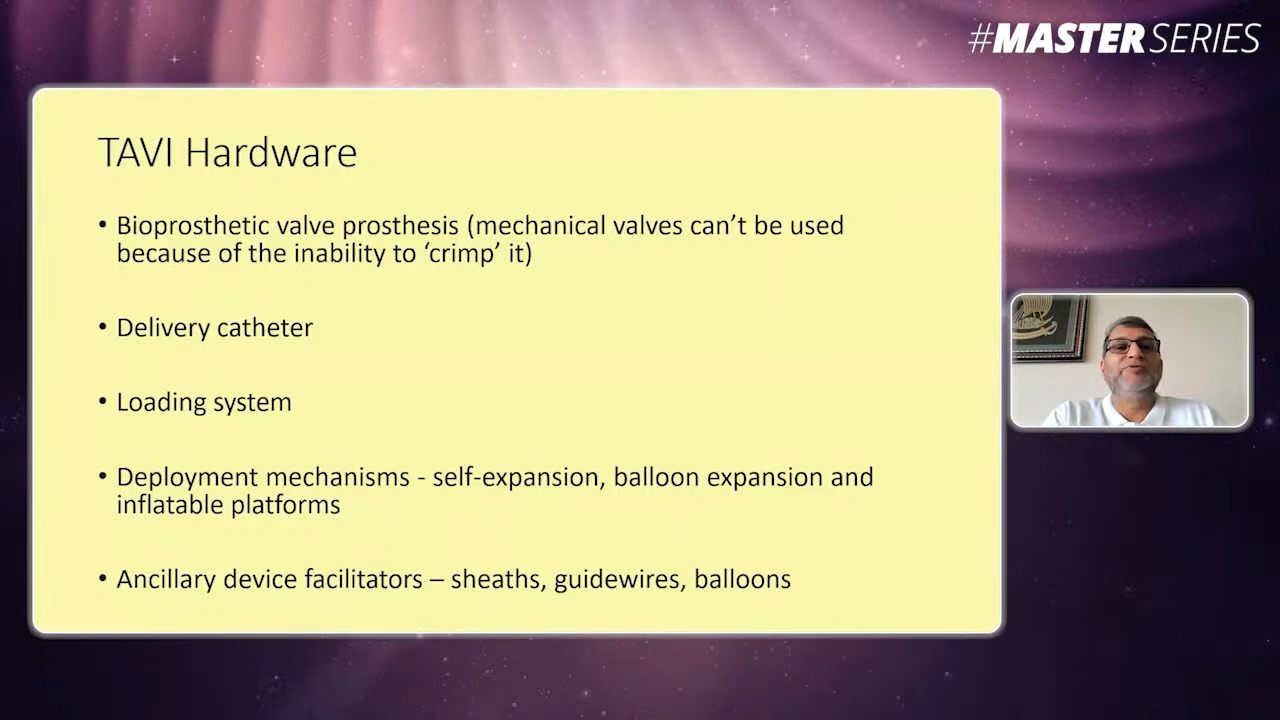 #MASTERSERIES
TAVI Hardware
• Bioprosthetic valve prosthesis (mechanical valves can’t be used
because of the inability to ‘crimp’ it)
• Delivery catheter
• Loading system
• Deployment mechanisms - self-expansion, balloon expansion and
inflatable platforms
• Ancillary device facilitators – sheaths, guidewires, balloons